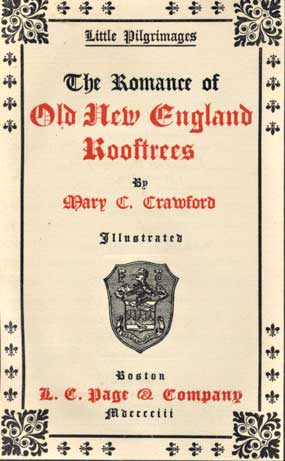 Little Pilgrimages
The Romance of
Old New England
Rooftrees
By
Mary C. Crawford
Illustrated
Boston
L. C. Page & Company
Mdcccciii